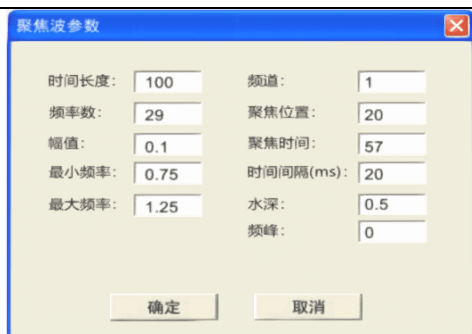 聚焦波参数
时间长度: 100 频道: 1
频率数: 29 聚焦位置: 20
幅值: 0.1 聚焦时间: 57
最小频率: 0.75 时间间隔(ms): 20
最大频率: 1.25 水深: 0.5
频峰: 0
确定 取消